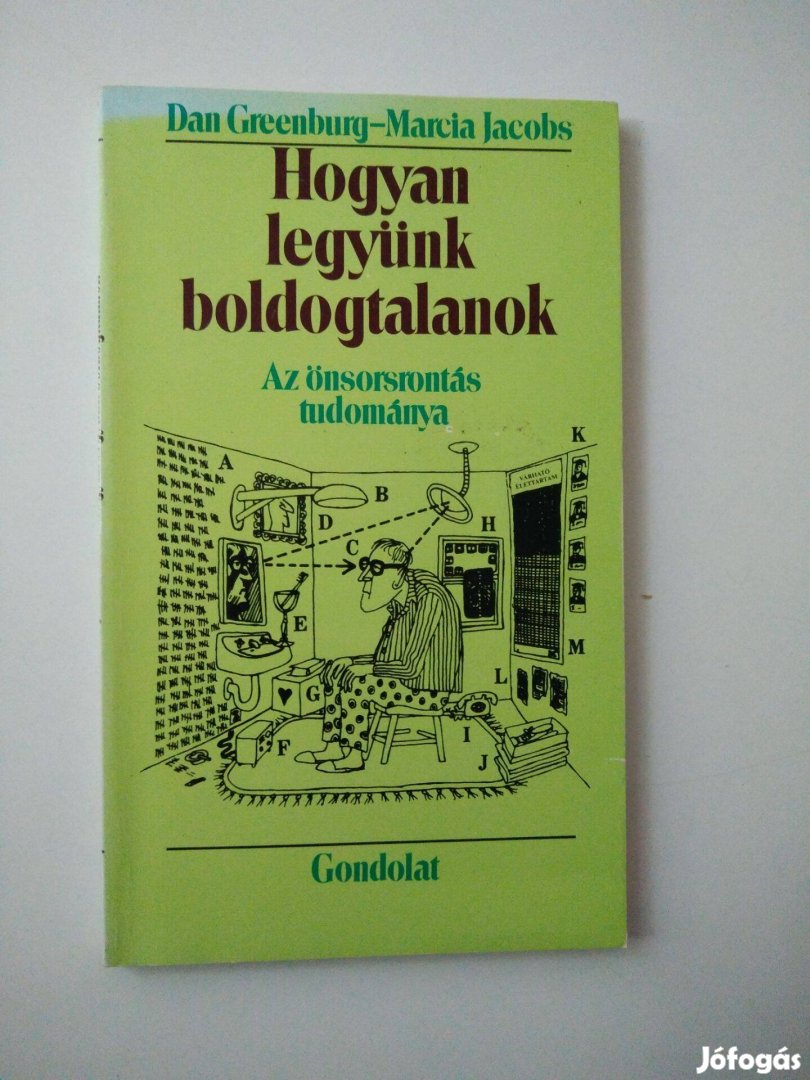 Dan Greenburg–Marcia Jacobs
Hogyan
legyünk
boldogtalanok
Az önsorsrontás
tudománya
K
A
VÁRHATÓ
ÉLETTARTAM
B
D
H
C
E
M
L
G
I
F
J
Gondolat
Jófogás